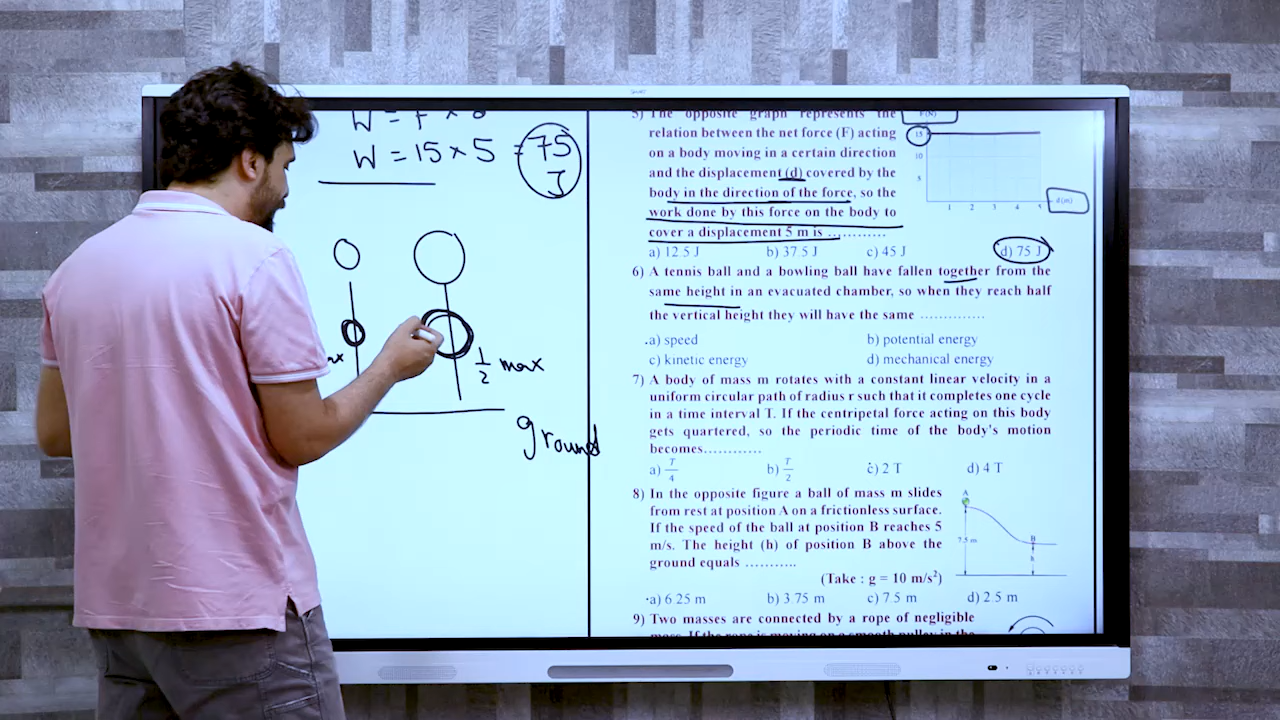 W = 15 × 5 = 75
J
1/2 max
ground
5) The opposite graph represents the
relation between the net force (F) acting
on a body moving in a certain direction
and the displacement (d) covered by the
body in the direction of the force, so the
work done by this force on the body to
cover a displacement 5 m is ............
a) 12.5 J b) 37.5 J c) 45 J d) 75 J
F(N)
15
10
5
1 2 3 4 5
d(m)
6) A tennis ball and a bowling ball have fallen together from the
same height in an evacuated chamber, so when they reach half
the vertical height they will have the same ..............
a) speed b) potential energy
c) kinetic energy d) mechanical energy
7) A body of mass m rotates with a constant linear velocity in a
uniform circular path of radius r such that it completes one cycle
in a time interval T. If the centripetal force acting on this body
gets quartered, so the periodic time of the body's motion
becomes............
a) T/4 b) T/2 c) 2 T d) 4 T
8) In the opposite figure a ball of mass m slides
from rest at position A on a frictionless surface.
If the speed of the ball at position B reaches 5
m/s. The height (h) of position B above the
ground equals ...........
(Take : g = 10 m/s²)
a) 6.25 m b) 3.75 m c) 7.5 m d) 2.5 m
A
7.5 m
B
h
9) Two masses are connected by a rope of negligible